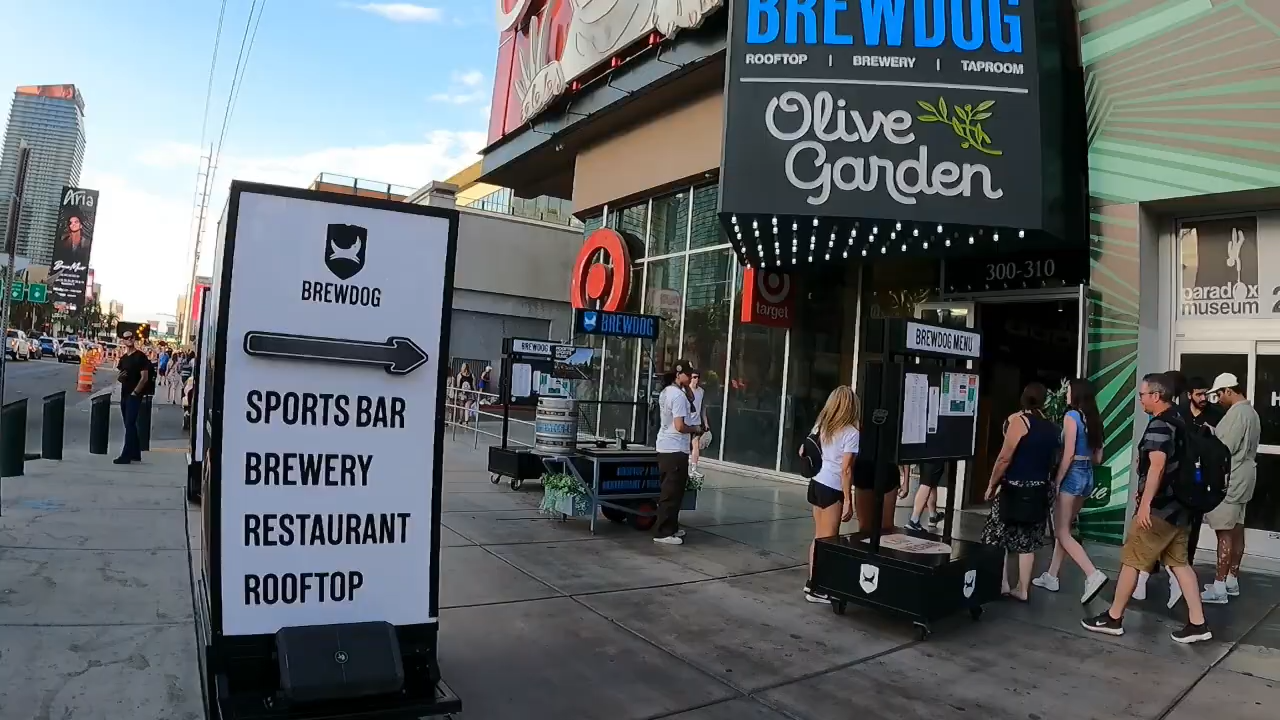 BREWDOG
ROOFTOP | BREWERY | TAPROOM
Olive
Garden
300-310
Aria
BREWDOG
SPORTS BAR
BREWERY
RESTAURANT
ROOFTOP
BREWDOG
target
BREWDOG MENU
paradox
museum